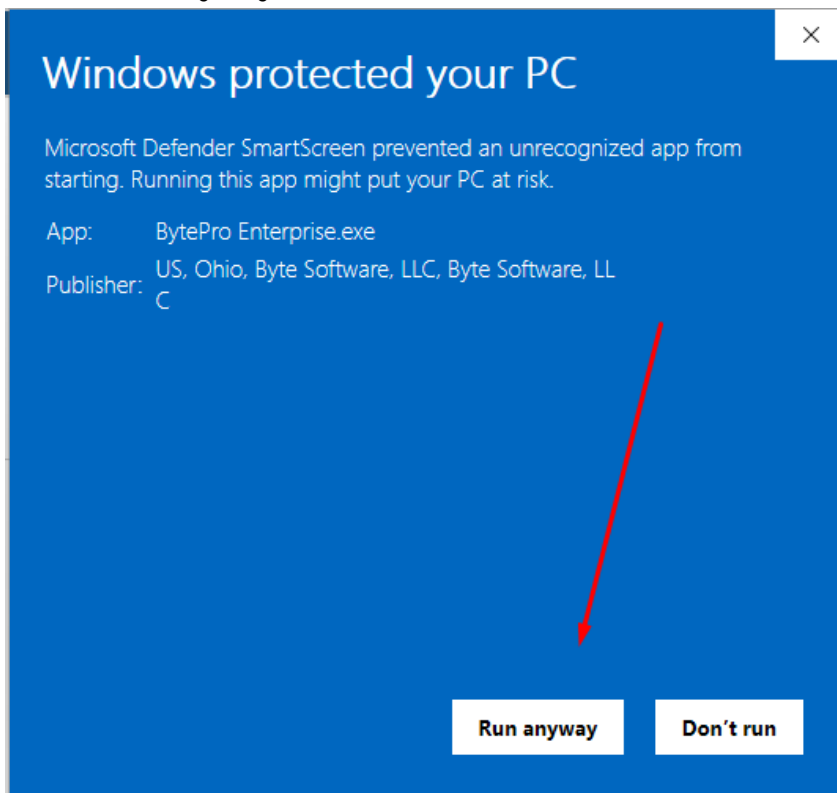 Windows protected your PC
Microsoft Defender SmartScreen prevented an unrecognized app from
starting. Running this app might put your PC at risk.
App: BytePro Enterprise.exe
Publisher: US, Ohio, Byte Software, LLC, Byte Software, LL
C
Run anyway Don't run